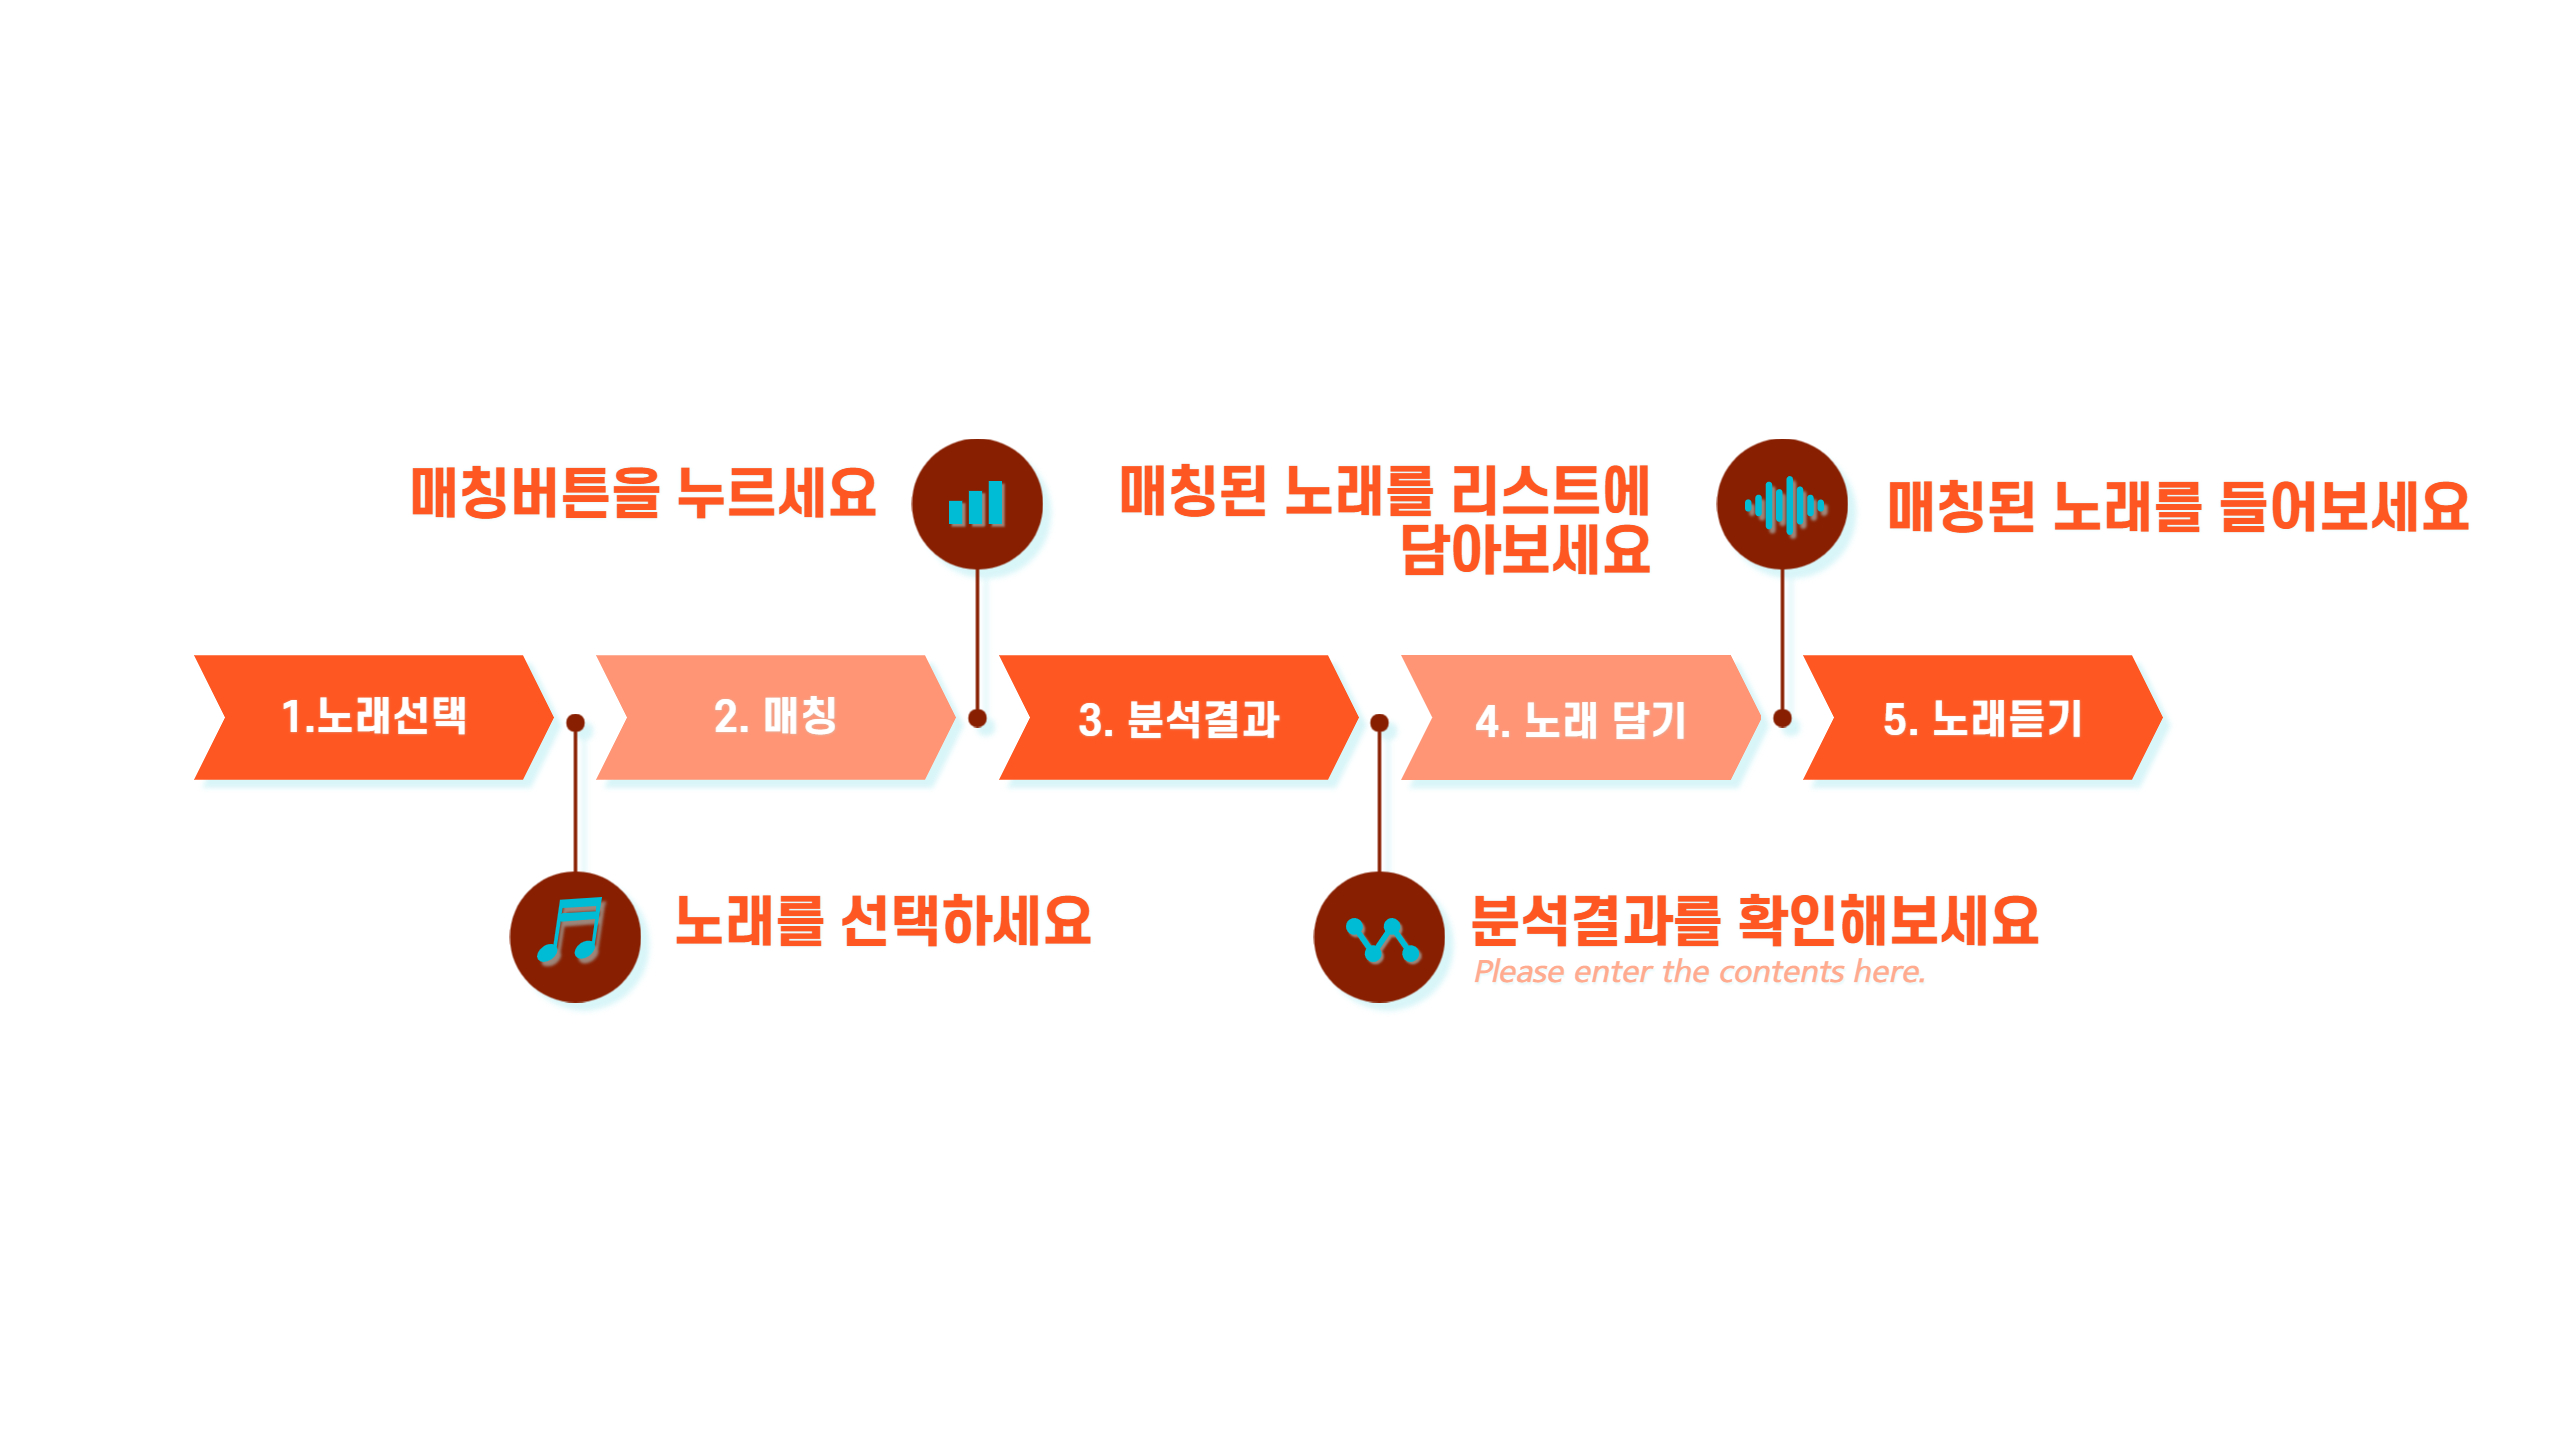 매칭버튼을 누르세요
매칭된 노래를 리스트에
담아보세요
매칭된 노래를 들어보세요
1.노래선택
2. 매칭
3. 분석결과
4. 노래 담기
5. 노래듣기
노래를 선택하세요
분석결과를 확인해보세요
Please enter the contents here.